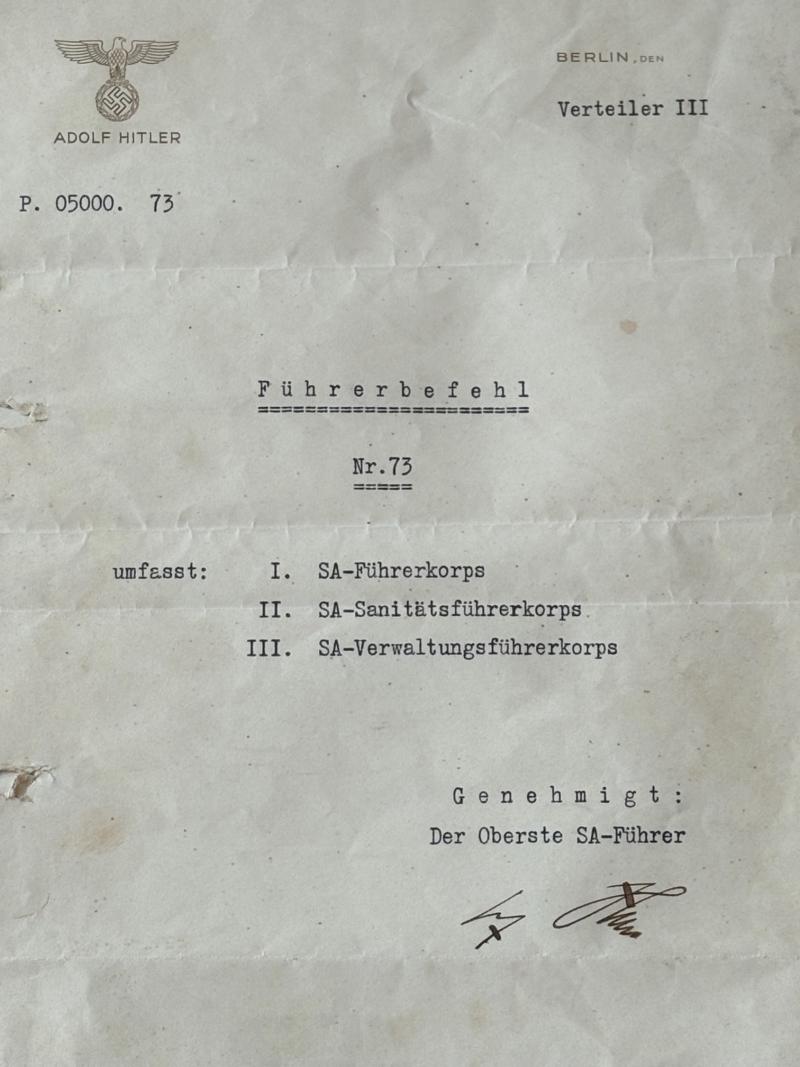 BERLIN, DEN
ADOLF HITLER
Verteiler III
P. 05000. 73
Führerbefehl
Nr.73
umfasst: I. SA-Führerkorps
II. SA-Sanitätsführerkorps
III. SA-Verwaltungsführerkorps
Genehmigt:
Der Oberste SA-Führer